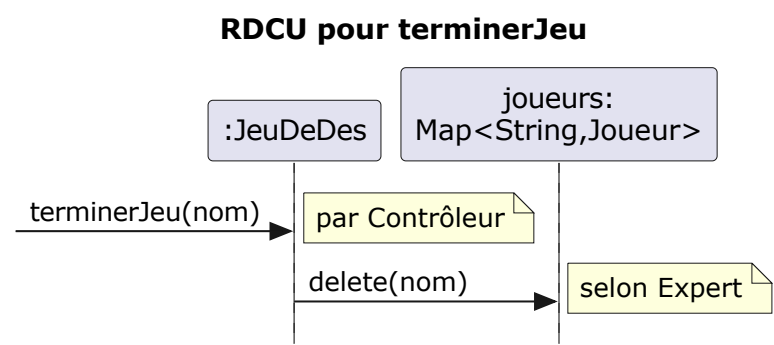 RDCU pour terminerJeu
:JeuDeDes
joueurs:
Map<String,Joueur>
terminerJeu(nom)
par Contrôleur
delete(nom)
selon Expert